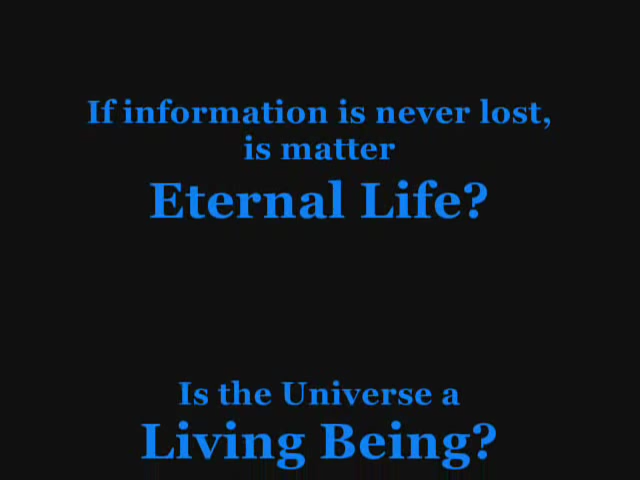 If information is never lost,
is matter
Eternal Life?
Is the Universe a
Living Being?